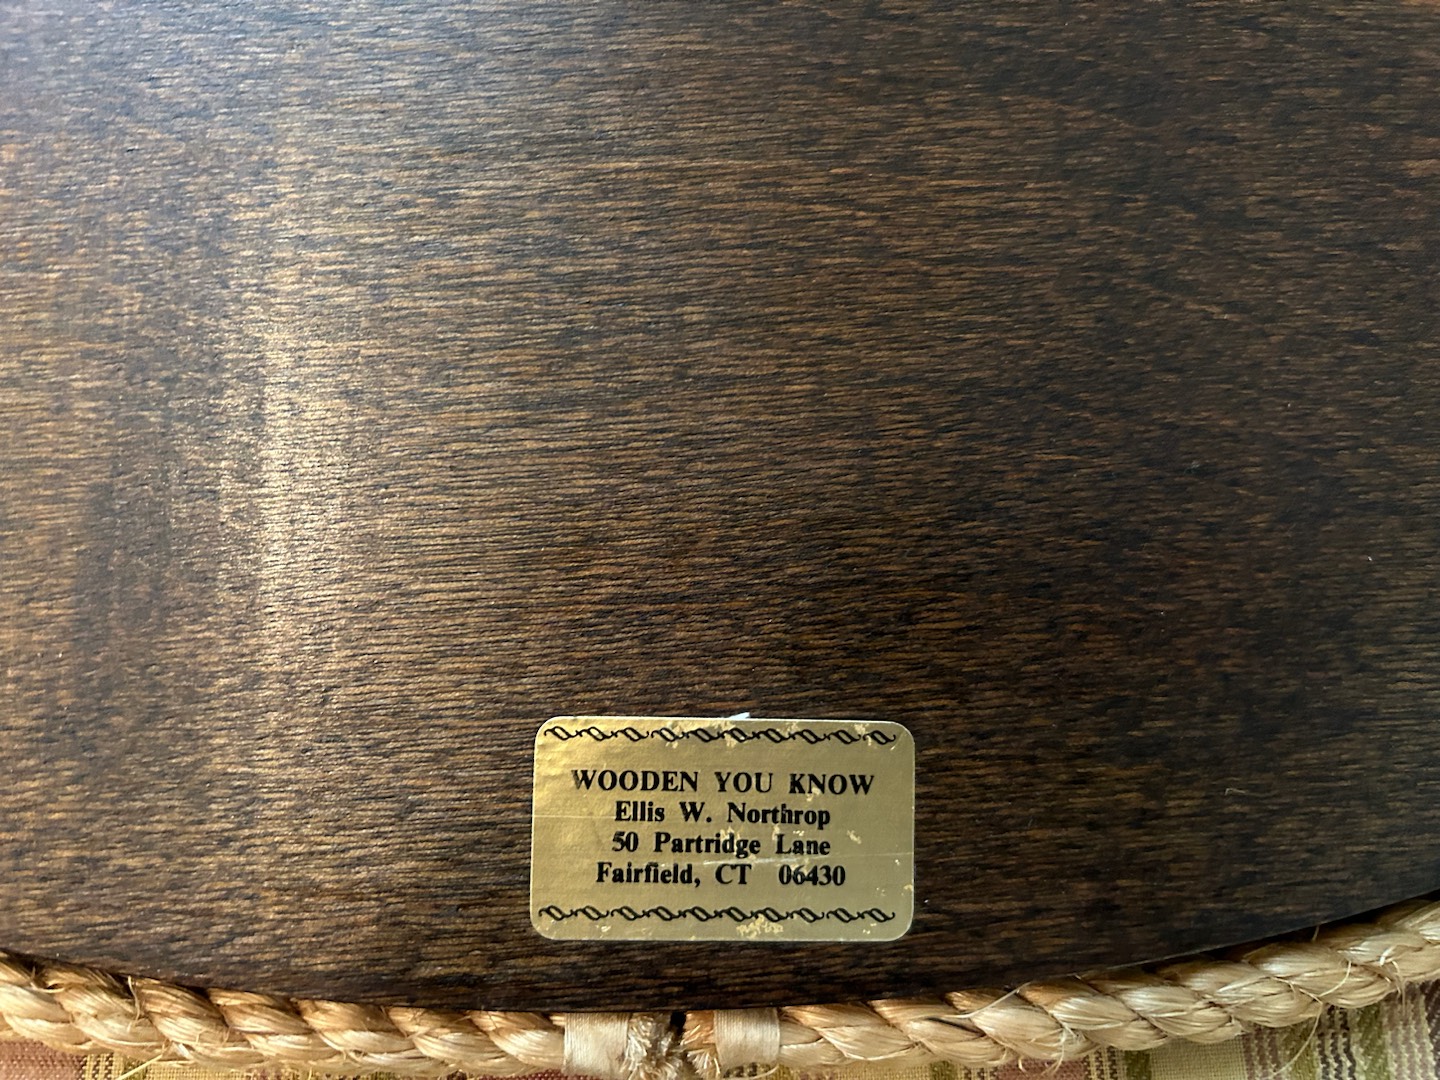 WOODEN YOU KNOW
Ellis W. Northrop
50 Partridge Lane
Fairfield, CT 06430